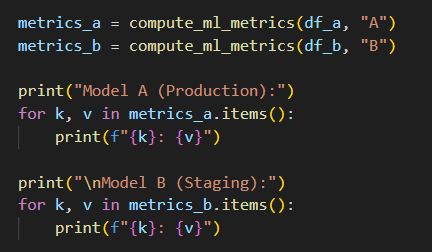 metrics_a = compute_ml_metrics(df_a, "A")
metrics_b = compute_ml_metrics(df_b, "B")
print("Model A (Production):")
for k, v in metrics_a.items():
    print(f"{k}: {v}")
print("\nModel B (Staging):")
for k, v in metrics_b.items():
    print(f"{k}: {v}")